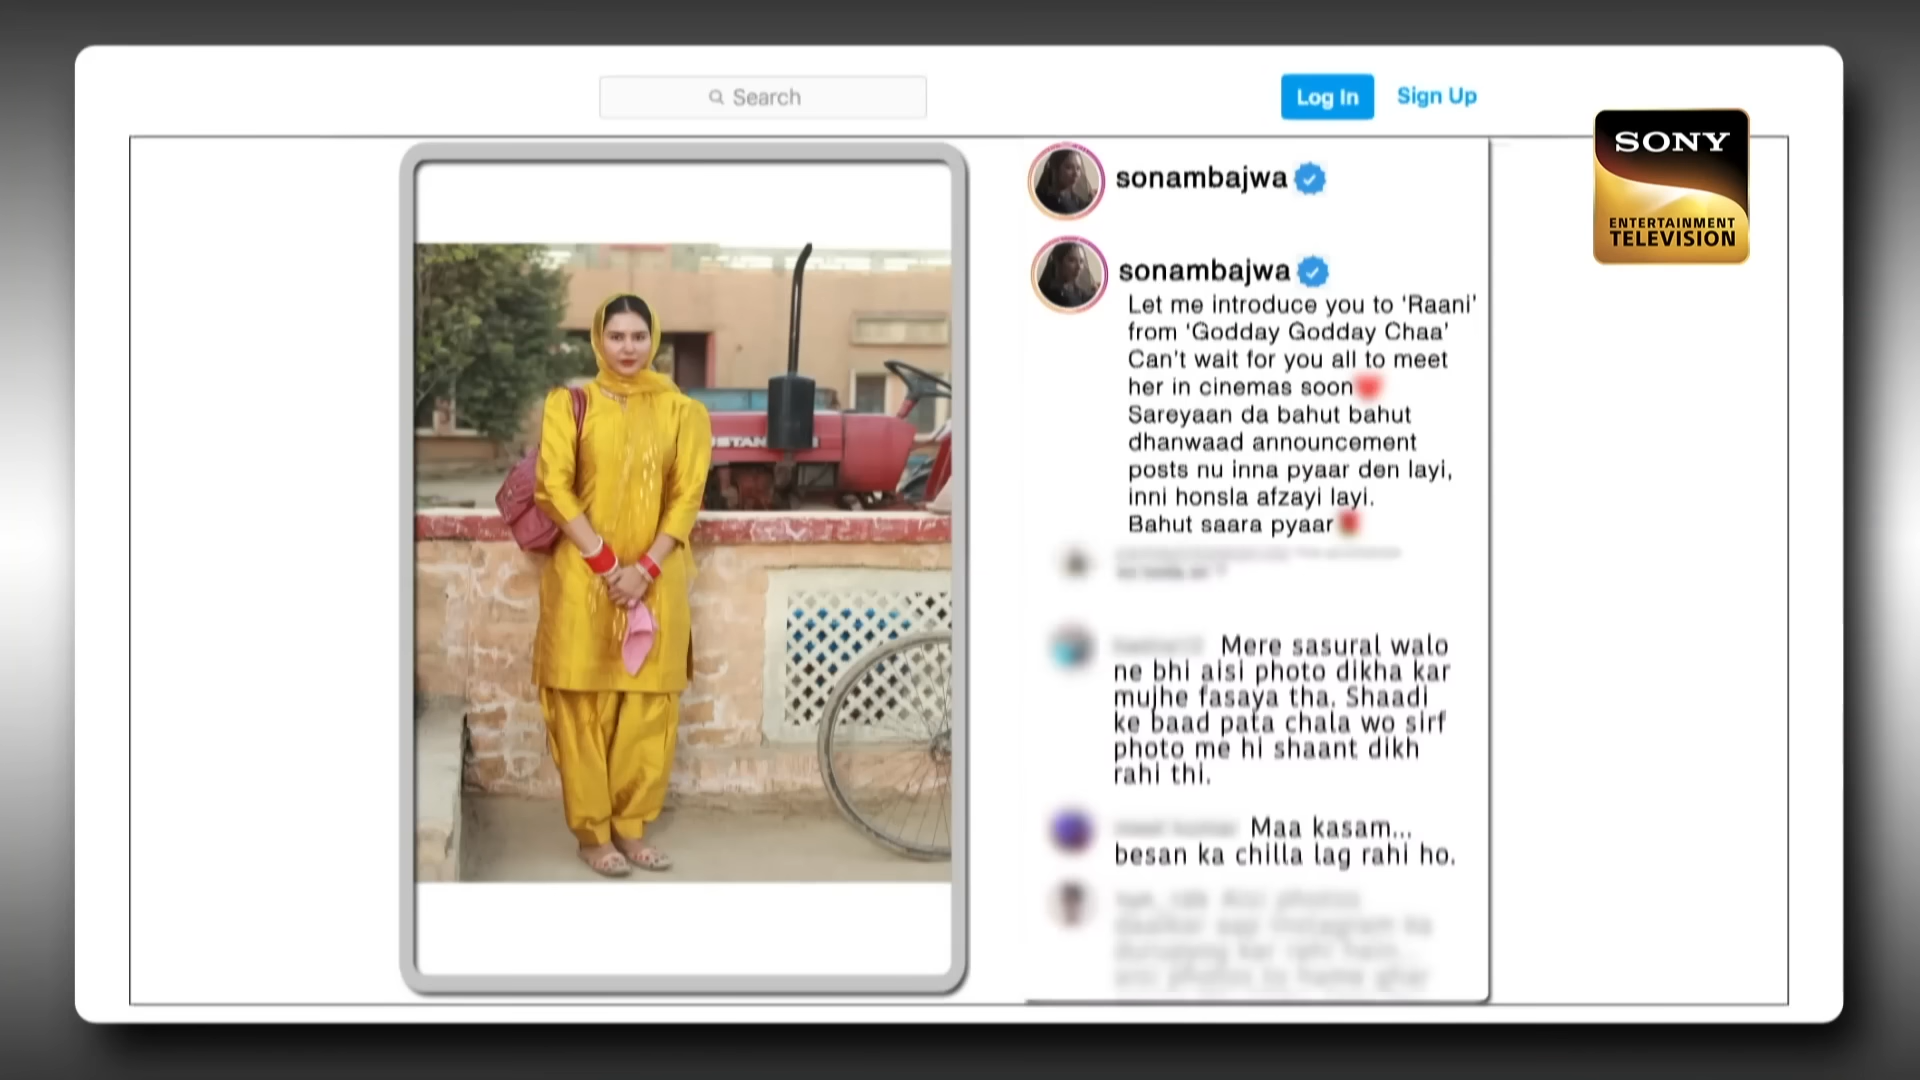 Search
Log In
Sign Up
SONY
ENTERTAINMENT
TELEVISION
sonambajwa
sonambajwa
Let me introduce you to ‘Raani’
from ‘Godday Godday Chaa’
Can't wait for you all to meet
her in cinemas soon
Sareyaan da bahut bahut
dhanwaad announcement
posts nu inna pyaar den layi,
inni honsla afzayi layi.
Bahut saara pyaar
Mere sasural walo
ne bhi aisi photo dikha kar
mujhe fasaya tha. Shaadi
ke baad pata chala wo sirf
photo me hi shaant dikh
rahi thi.
Maa kasam...
besan ka chilla lag rahi ho.